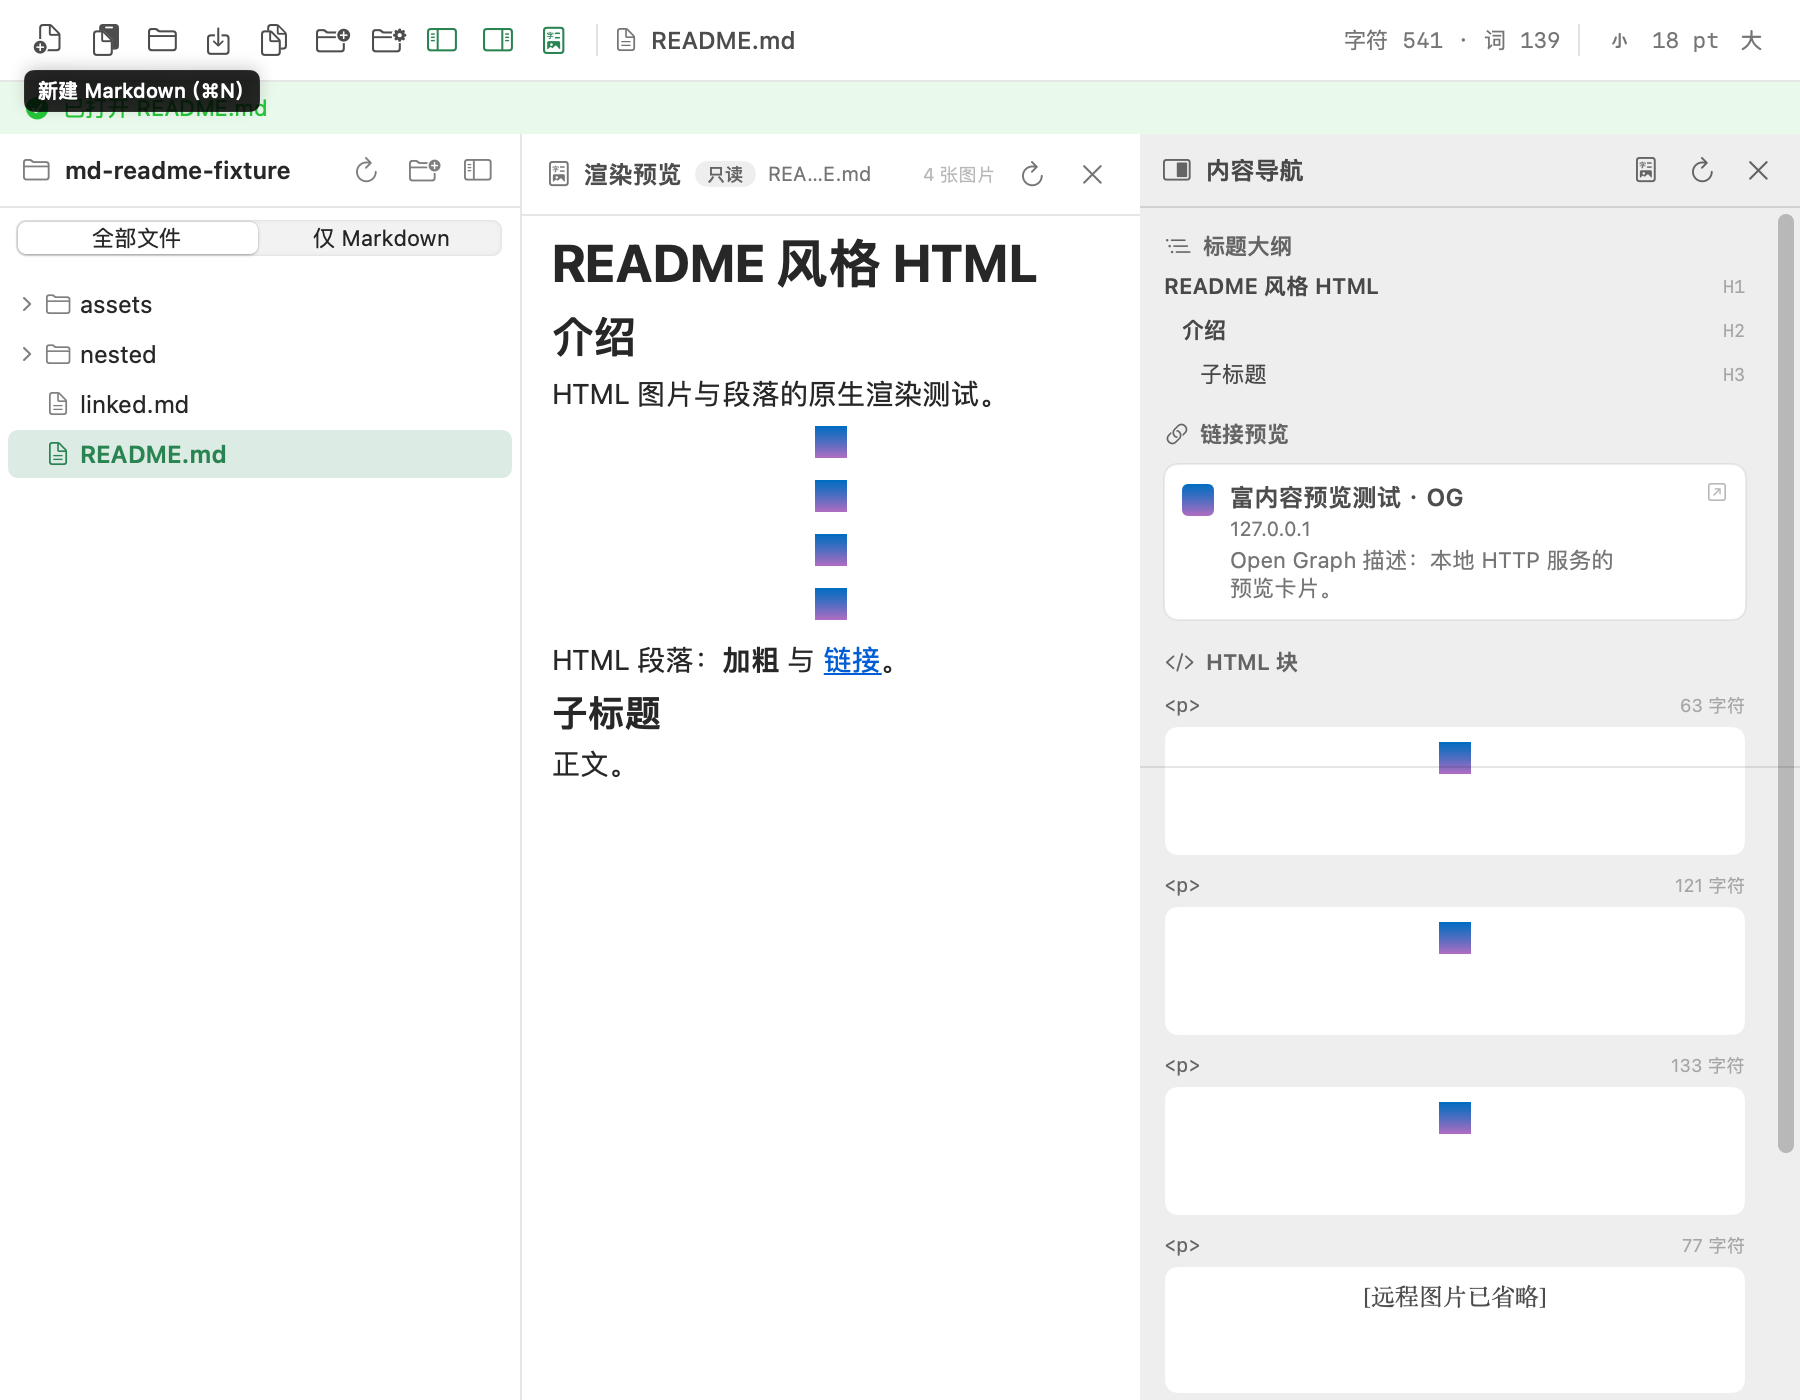 README.md
字符 541 · 词 139
小 18 pt 大
新建 Markdown (⌘N)
已打开 README.md
md-readme-fixture
全部文件
仅 Markdown
assets
nested
linked.md
README.md
渲染预览
只读
REA...E.md
4 张图片
README 风格 HTML
介绍
HTML 图片与段落的原生渲染测试。
HTML 段落：加粗 与 链接。
子标题
正文。
内容导航
标题大纲
README 风格 HTML H1
介绍 H2
子标题 H3
链接预览
富内容预览测试 · OG
127.0.0.1
Open Graph 描述：本地 HTTP 服务的
预览卡片。
</> HTML 块
<p> 63 字符
<p> 121 字符
<p> 133 字符
<p> 77 字符
[远程图片已省略]